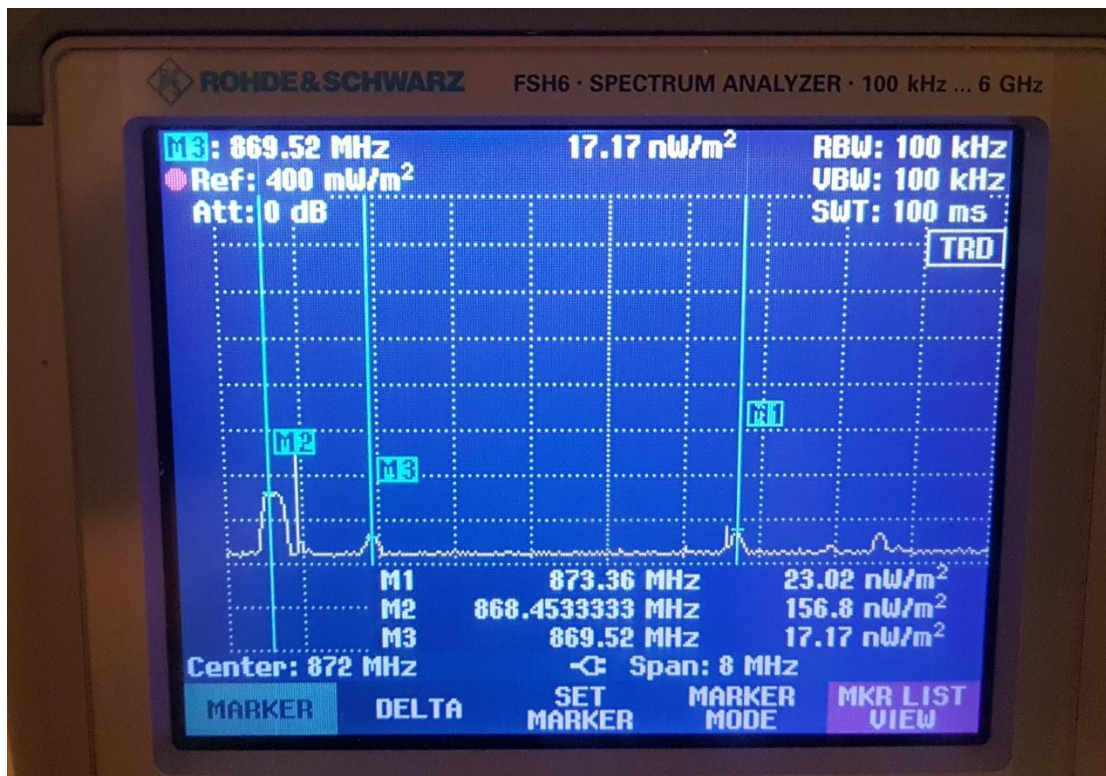 ROHDE&SCHWARZ FSH6 · SPECTRUM ANALYZER · 100 kHz ... 6 GHz
M3: 869.52 MHz 17.17 nW/m² RBW: 100 kHz
Ref: 400 mW/m² VBW: 100 kHz
Att: 0 dB SWT: 100 ms
TRD
M1
M2
M3
M1 873.36 MHz 23.02 nW/m²
M2 868.4533333 MHz 156.8 nW/m²
M3 869.52 MHz 17.17 nW/m²
Center: 872 MHz Span: 8 MHz
MARKER DELTA SET MARKER MARKER MODE MKR LIST VIEW